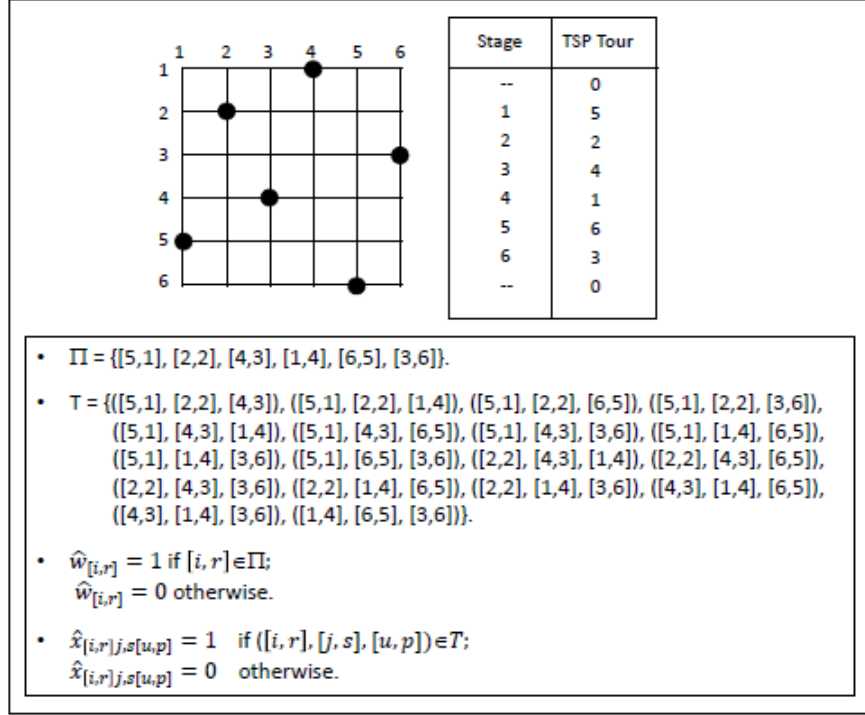 1 2 3 4 5 6
1
2
3
4
5
6
Stage TSP Tour
-- 0
1 5
2 2
3 4
4 1
5 6
6 3
-- 0
• Π = {[5,1], [2,2], [4,3], [1,4], [6,5], [3,6]}.
• T = {([5,1], [2,2], [4,3]), ([5,1], [2,2], [1,4]), ([5,1], [2,2], [6,5]), ([5,1], [2,2], [3,6]),
([5,1], [4,3], [1,4]), ([5,1], [4,3], [6,5]), ([5,1], [4,3], [3,6]), ([5,1], [1,4], [6,5]),
([5,1], [1,4], [3,6]), ([5,1], [6,5], [3,6]), ([2,2], [4,3], [1,4]), ([2,2], [4,3], [6,5]),
([2,2], [4,3], [3,6]), ([2,2], [1,4], [6,5]), ([2,2], [1,4], [3,6]), ([4,3], [1,4], [6,5]),
([4,3], [1,4], [3,6]), ([1,4], [6,5], [3,6])}.
• ŵ[i,r] = 1 if [i, r]∈Π;
ŵ[i,r] = 0 otherwise.
• x̂[i,r]j,s[u,p] = 1 if ([i, r], [j, s], [u, p])∈T;
x̂[i,r]j,s[u,p] = 0 otherwise.